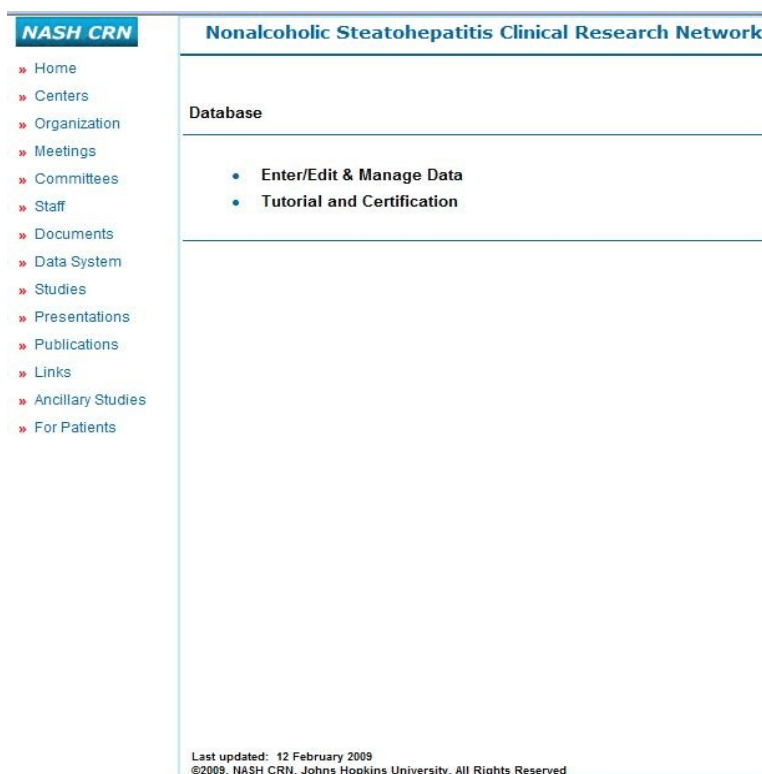 NASH CRN
Nonalcoholic Steatohepatitis Clinical Research Network
» Home
» Centers
» Organization
» Meetings
» Committees
» Staff
» Documents
» Data System
» Studies
» Presentations
» Publications
» Links
» Ancillary Studies
» For Patients
Database
• Enter/Edit & Manage Data
• Tutorial and Certification
Last updated: 12 February 2009
©2009, NASH CRN, Johns Hopkins University, All Rights Reserved